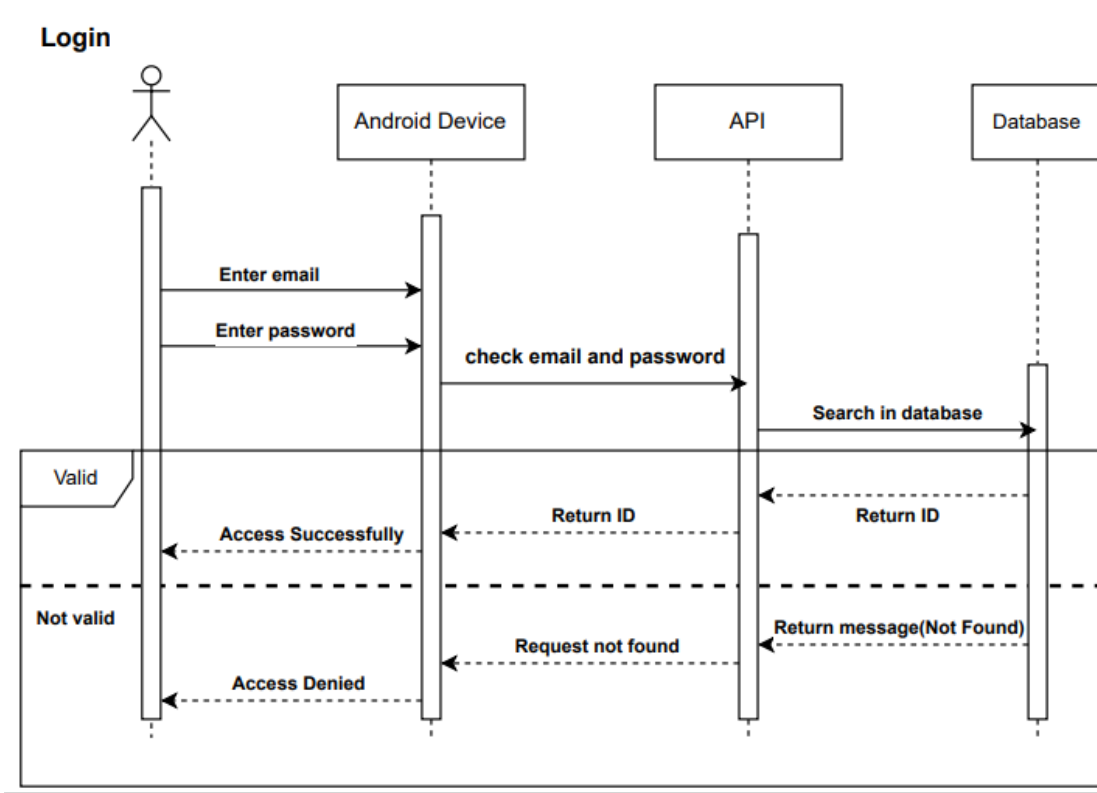 Login
Android Device
API
Database
Enter email
Enter password
check email and password
Search in database
Valid
Return ID
Return ID
Access Successfully
Not valid
Return message(Not Found)
Request not found
Access Denied